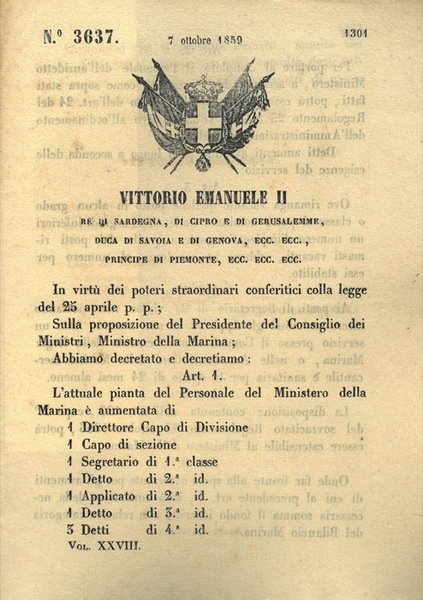 N.º 3637.
7 ottobre 1859
1301
VITTORIO EMANUELE II
RE DI SARDEGNA, DI CIPRO E DI GERUSALEMME,
DUCA DI SAVOIA E DI GENOVA, ECC. ECC.,
PRINCIPE DI PIEMONTE, ECC. ECC. ECC.
In virtù dei poteri straordinari conferitici colla legge
del 25 aprile p. p.;
Sulla proposizione del Presidente del Consiglio dei
Ministri, Ministro della Marina;
Abbiamo decretato e decretiamo:
Art. 1.
L'attuale pianta del Personale del Ministero della
Marina è aumentata di
1 Direttore Capo di Divisione
1 Capo di sezione
1 Segretario di 1.ª classe
1 Detto di 2.ª id.
1 Applicato di 2.ª id.
1 Detto di 3.ª id.
3 Detti di 4.ª id.
VOL. XXVIII.